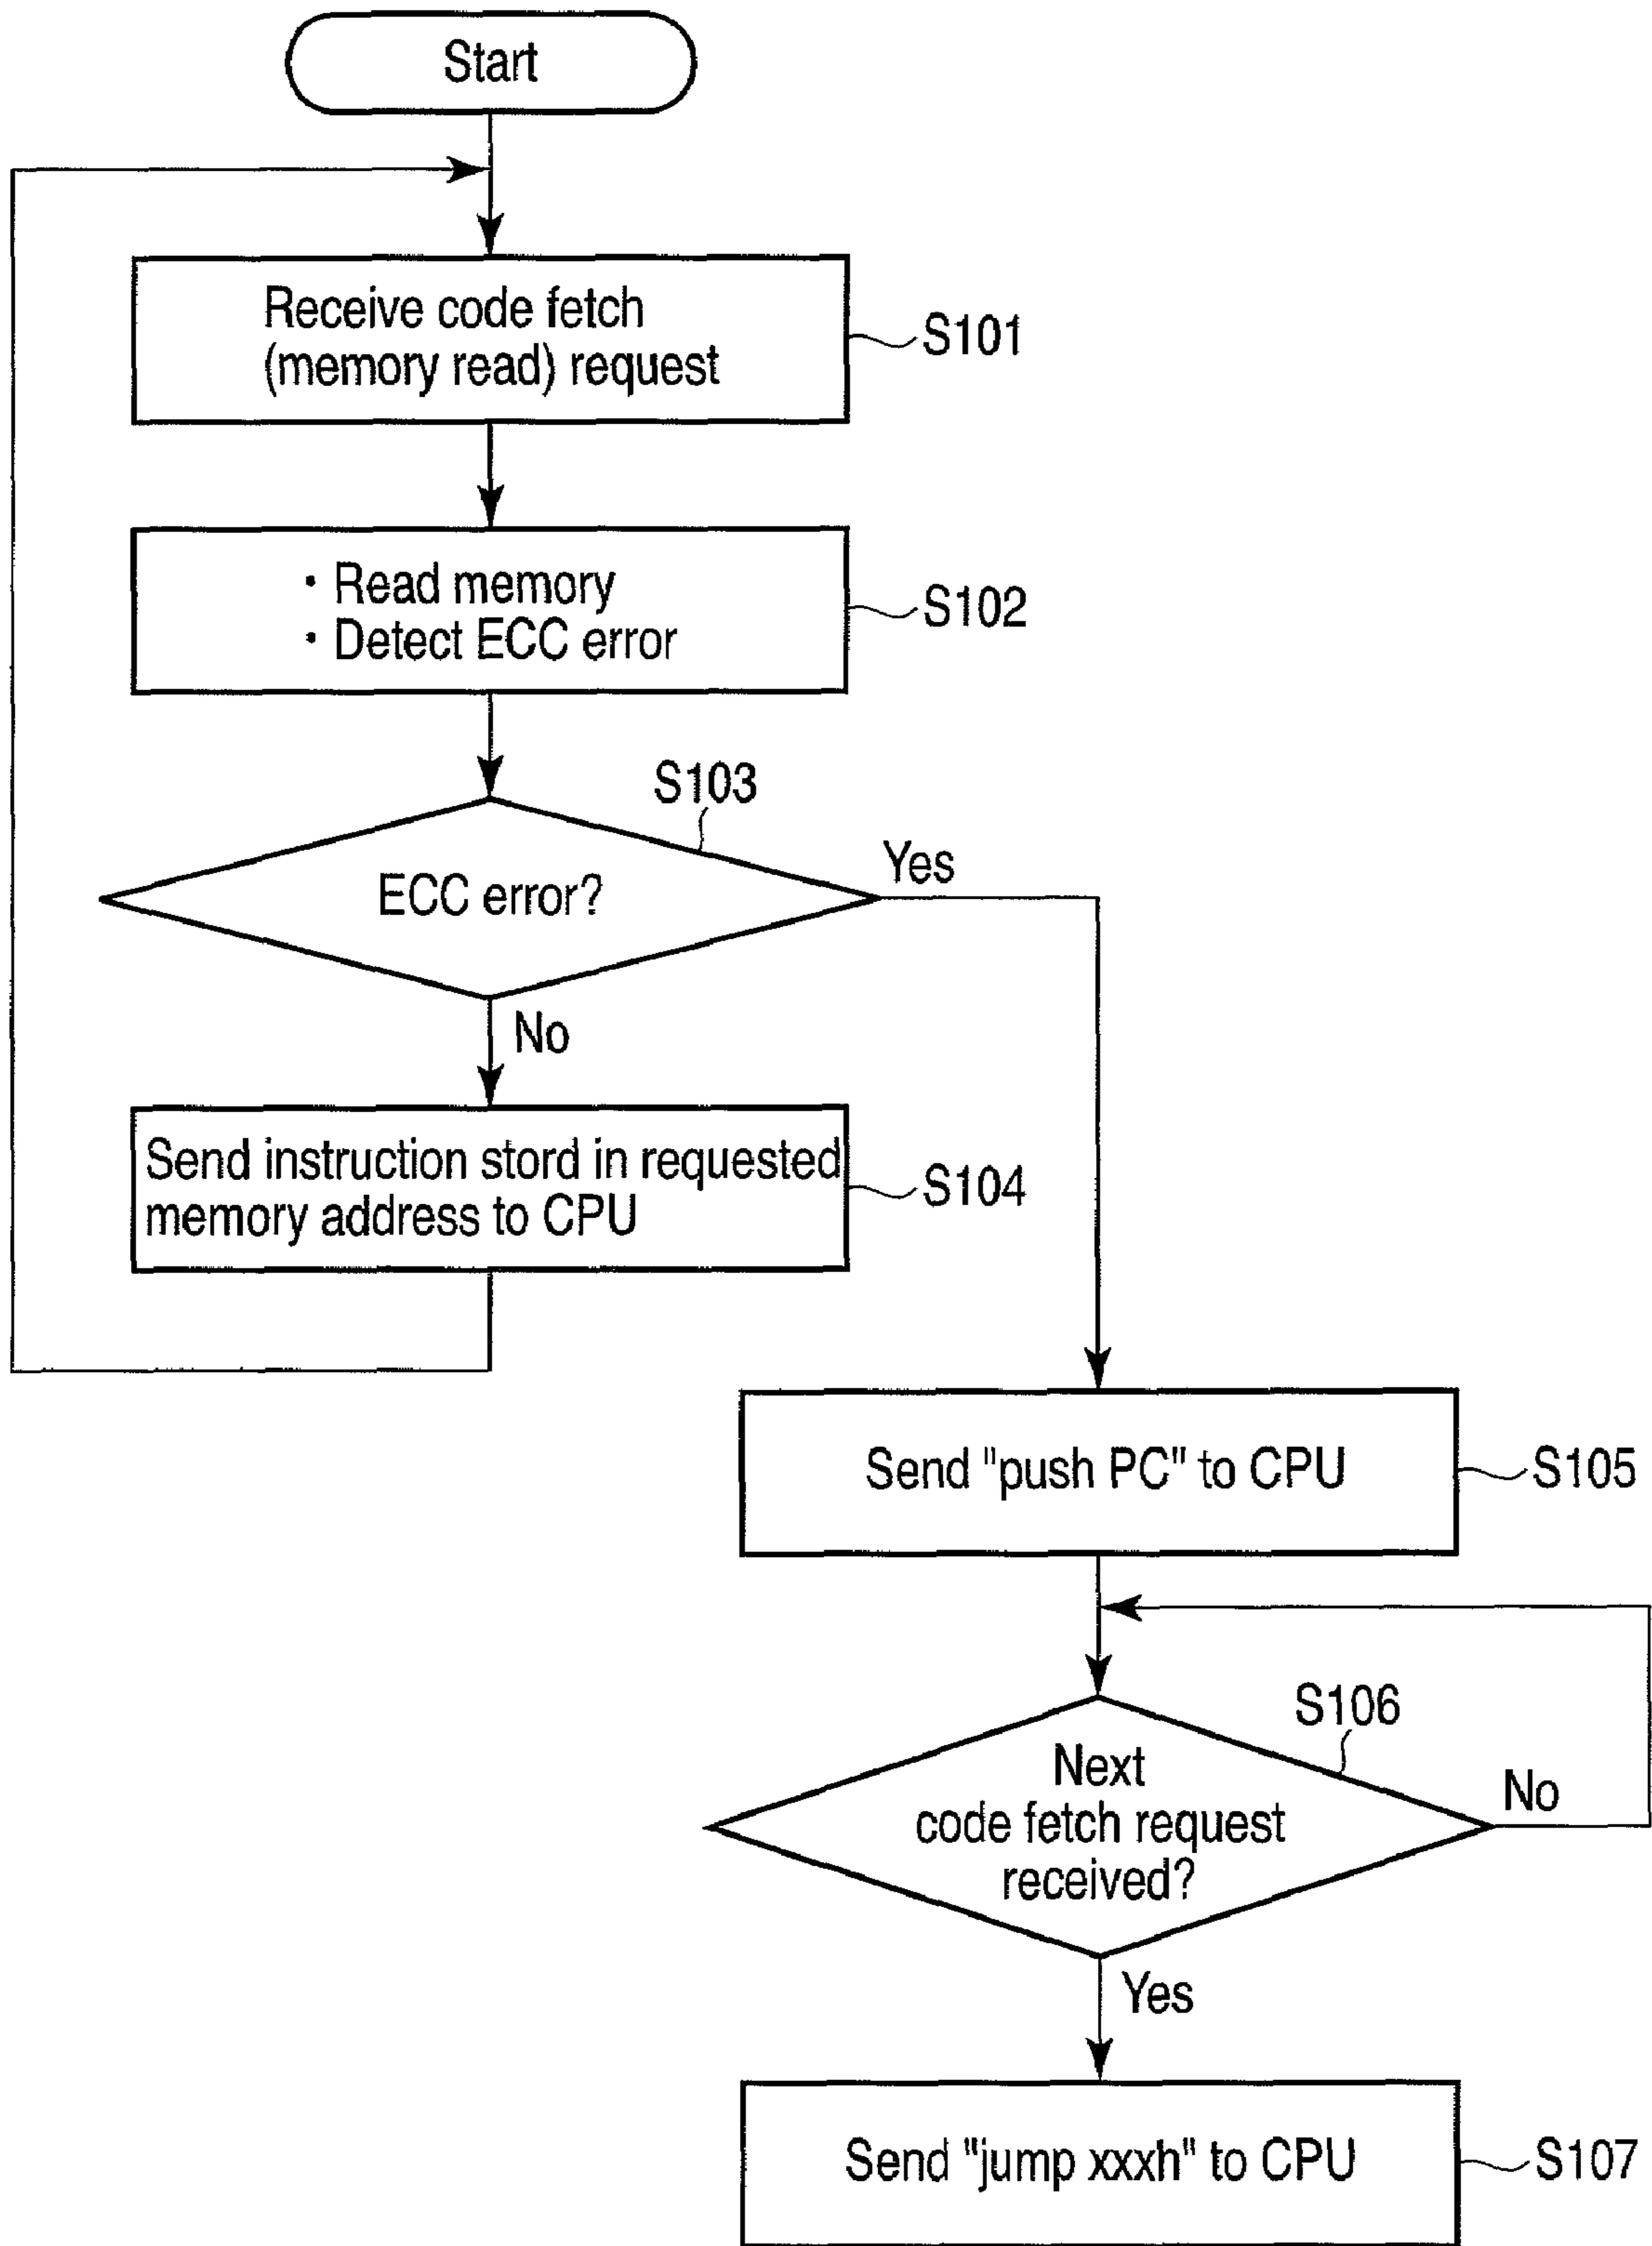 Start
Receive code fetch
(memory read) request
S101
・Read memory
・Detect ECC error
S102
S103
ECC error?
Yes
No
Send instruction stord in requested
memory address to CPU
S104
Send "push PC" to CPU
S105
S106
Next
code fetch request
received?
No
Yes
Send "jump xxxh" to CPU
S107